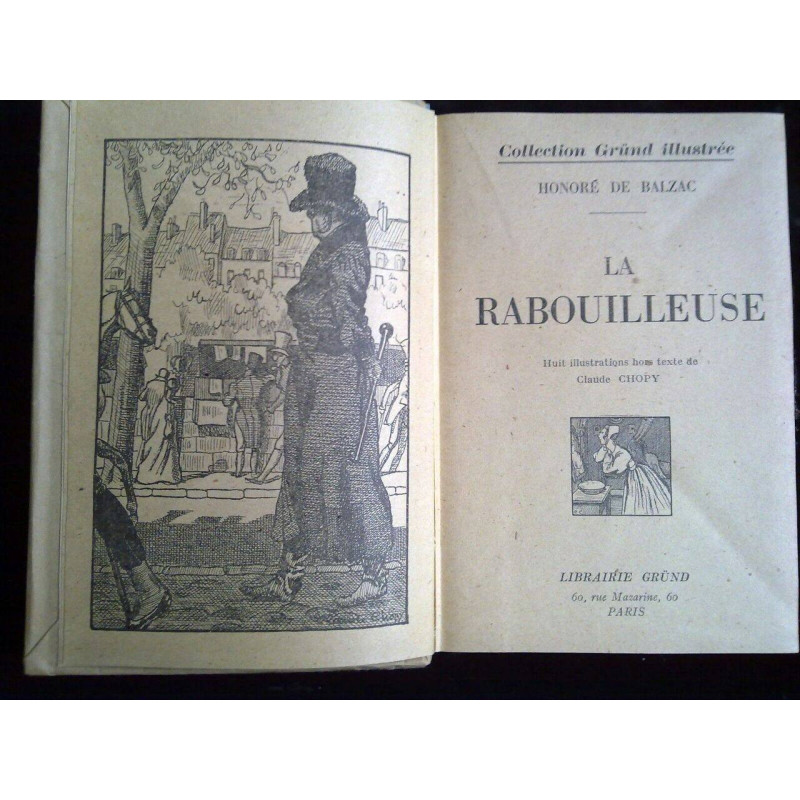 Collection Gründ illustrée
HONORÉ DE BALZAC
LA
RABOUILLEUSE
Huit illustrations hors texte de
Claude CHOPY
LIBRAIRIE GRÜND
60, rue Mazarine, 60
PARIS